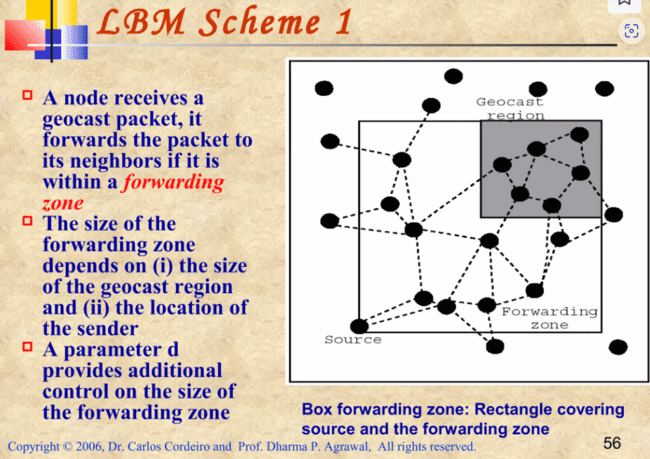 LBM Scheme 1
A node receives a
geocast packet, it
forwards the packet to
its neighbors if it is
within a forwarding
zone
The size of the
forwarding zone
depends on (i) the size
of the geocast region
and (ii) the location of
the sender
A parameter d
provides additional
control on the size of
the forwarding zone
Geocast
region
Forwarding
zone
Source
Box forwarding zone: Rectangle covering
source and the forwarding zone
Copyright © 2006, Dr. Carlos Cordeiro and Prof. Dharma P. Agrawal, All rights reserved.
56